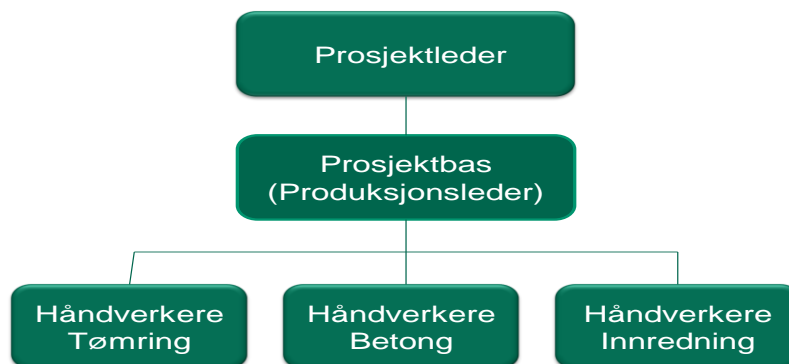 Prosjektleder
Prosjektbas
(Produksjonsleder)
Håndverkere
Tømring
Håndverkere
Betong
Håndverkere
Innredning